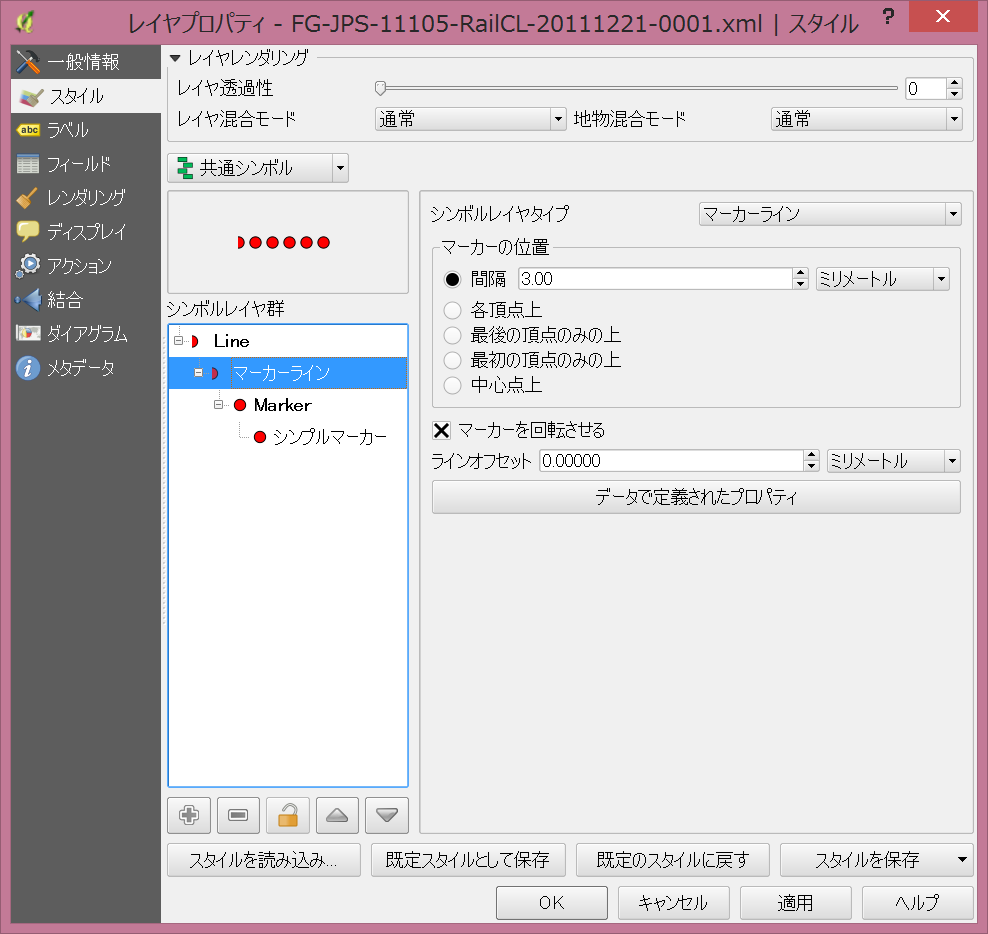 レイヤプロパティ - FG-JPS-11105-RailCL-20111221-0001.xml | スタイル ?
一般情報
スタイル
abc ラベル
フィールド
レンダリング
ディスプレイ
アクション
結合
ダイアグラム
メタデータ
レイヤレンダリング
レイヤ透過性 0
レイヤ混合モード 通常 地物混合モード 通常
共通シンボル
シンボルレイヤ群
Line
マーカーライン
Marker
シンプルマーカー
シンボルレイヤタイプ マーカーライン
マーカーの位置
間隔 3.00 ミリメートル
各頂点上
最後の頂点のみの上
最初の頂点のみの上
中心点上
マーカーを回転させる
ラインオフセット 0.00000 ミリメートル
データで定義されたプロパティ
スタイルを読み込み... 既定スタイルとして保存 既定のスタイルに戻す スタイルを保存
OK キャンセル 適用 ヘルプ